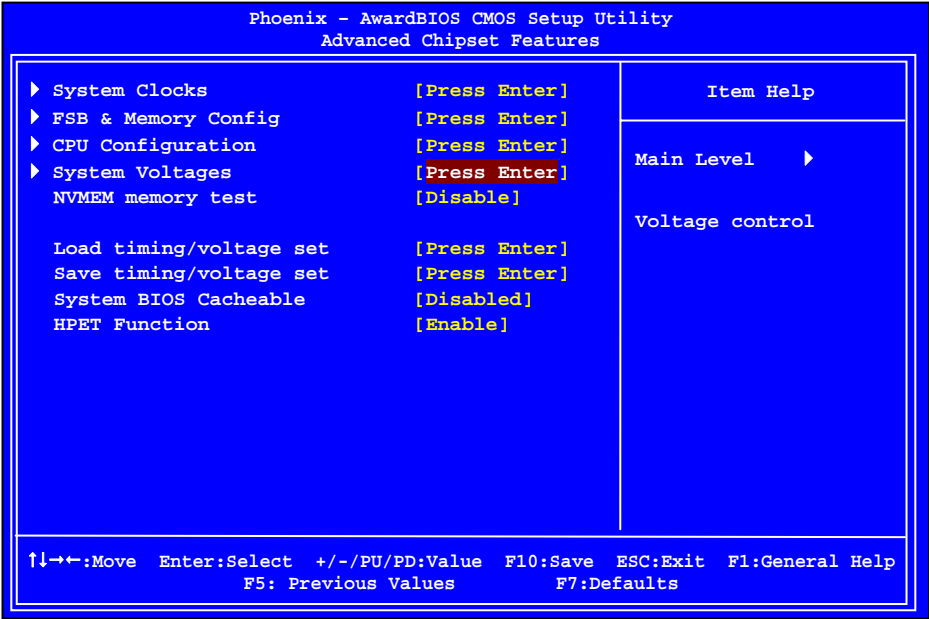 Phoenix – AwardBIOS CMOS Setup Utility
Advanced Chipset Features
System Clocks [Press Enter]
FSB & Memory Config [Press Enter]
CPU Configuration [Press Enter]
System Voltages [Press Enter]
NVMEM memory test [Disable]
Load timing/voltage set [Press Enter]
Save timing/voltage set [Press Enter]
System BIOS Cacheable [Disabled]
HPET Function [Enable]
Item Help
Main Level
Voltage control
↑↓→←:Move Enter:Select +/-/PU/PD:Value F10:Save ESC:Exit F1:General Help
F5: Previous Values F7:Defaults